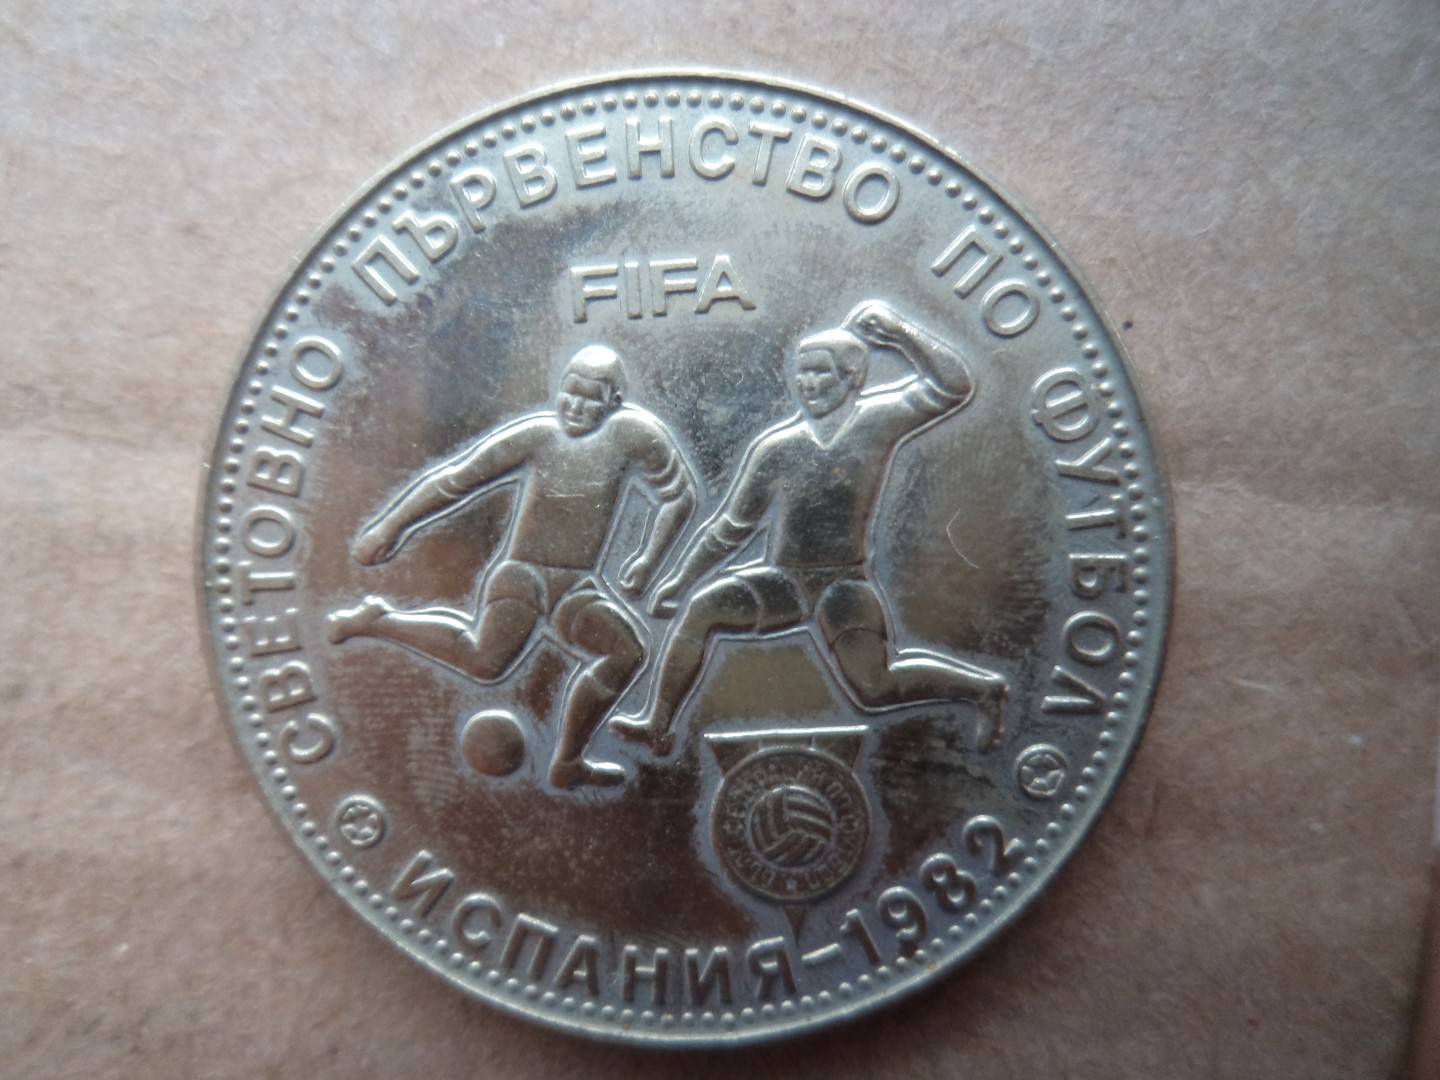 СВЕТОВНО ПЪРВЕНСТВО ПО ФУТБОЛ
FIFA
ИСПАНИЯ-1982